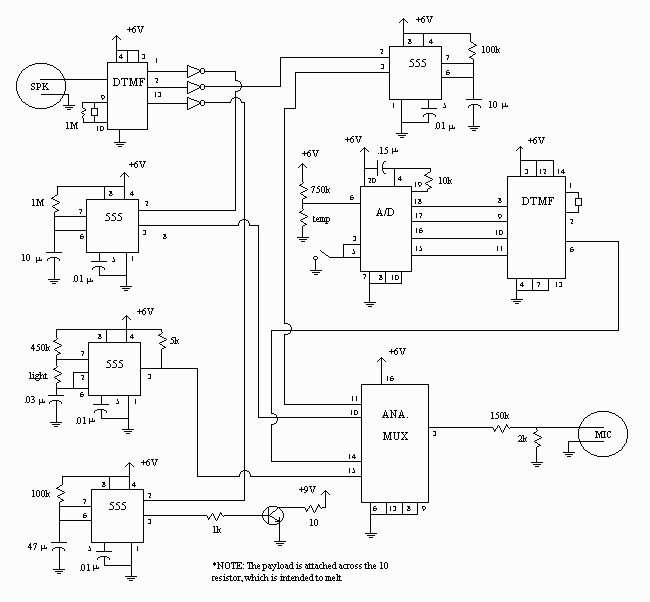 +6V
4 3
SPK
DTMF
1
2
13
9
10
1M
+6V
8 4
2
3
555
7
6
100k
1
5
.01 µ
10 µ
+6V
8 4
1M
7
6
555
2
3
8
10 µ
.01 µ
5
1
+6V
.15 µ
20
4
19
10k
+6V
750k
temp
6
A/D
18
17
16
15
3
5
7 8 10
+6V
3 12 14
DTMF
8
9
10
11
1
2
6
4 7 13
+6V
8 4
450k
5k
7
2
6
555
3
light
.03 µ
.01 µ
5
1
+6V
16
11
10
ANA.
MUX
14
15
3
6 13 8 9
150k
2k
MIC
+6V
8 4
100k
7
6
555
2
3
1k
+9V
10
47 µ
.01 µ
5
1
*NOTE: The payload is attached across the 10
resistor, which is intended to melt.